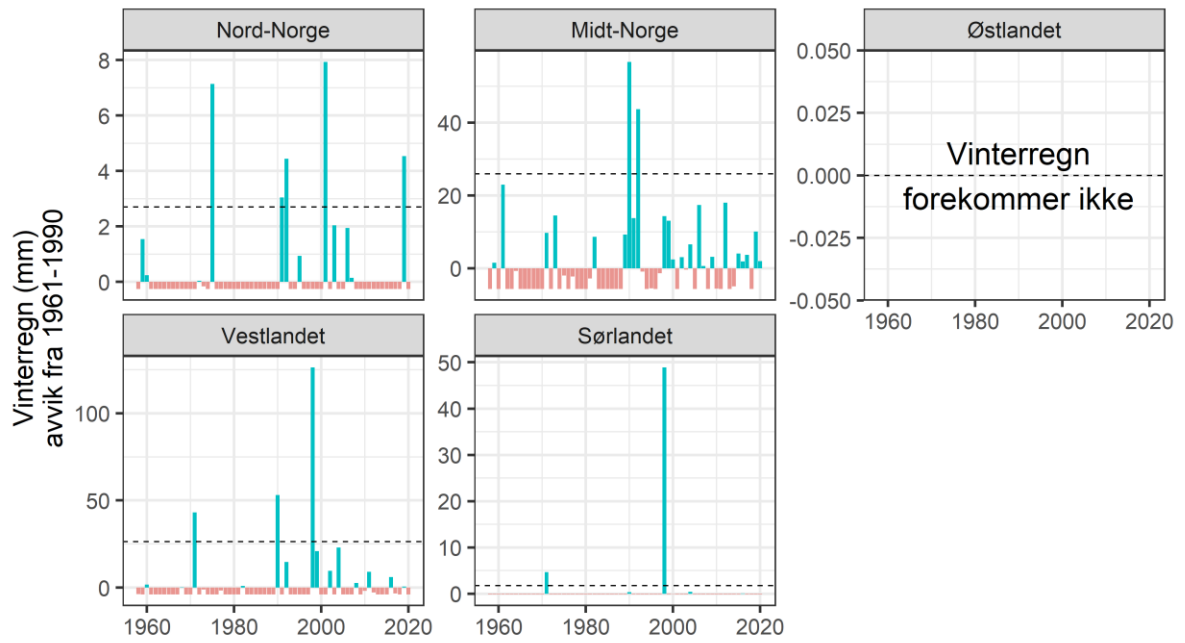 Nord-Norge
Midt-Norge
Østlandet
8
6
4
2
0
40
20
0
0.050
0.025
0.000
-0.025
-0.050
Vinterregn
forekommer ikke
1960 1980 2000 2020
Vinterregn (mm)
avvik fra 1961-1990
Vestlandet
Sørlandet
100
50
0
50
40
30
20
10
0
1960 1980 2000 2020
1960 1980 2000 2020